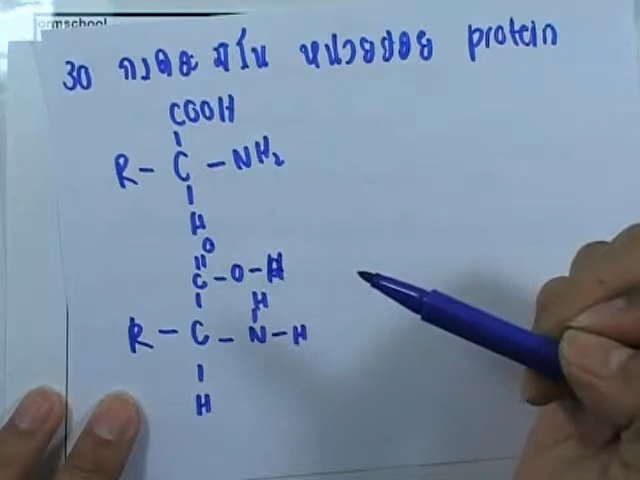 ormschool
30 กรดอะมิโน หน่วยย่อย protein
COOH
R - C - NH2
H
O
C - O - H
H
R - C - N - H
H